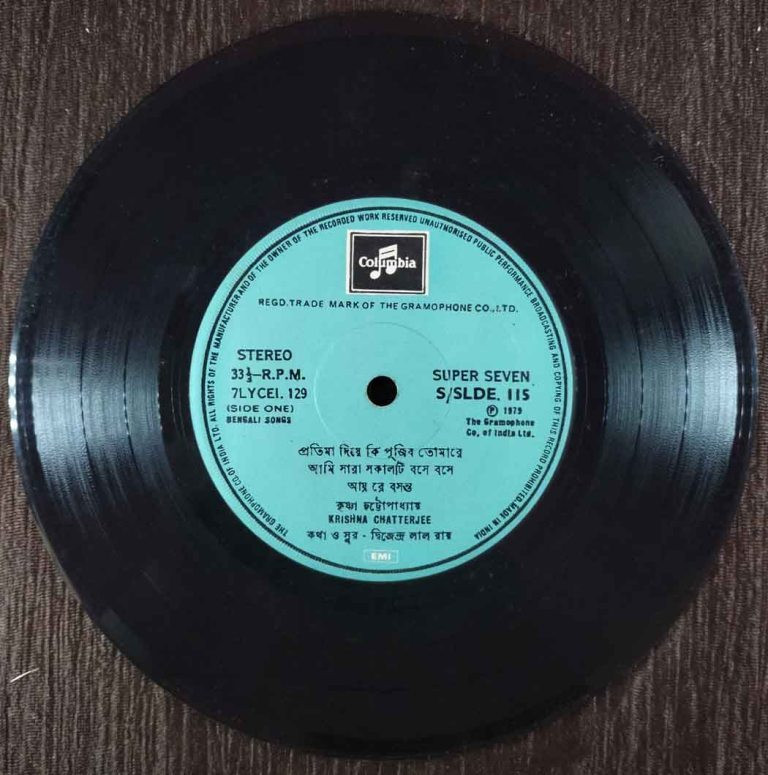 THE GRAMOPHONE CO. OF INDIA LTD. ALL RIGHTS OF THE MANUFACTURER AND OF THE OWNER OF THE RECORDED WORK RESERVED UNAUTHORISED PUBLIC PERFORMANCE BROADCASTING AND COPYING OF THIS RECORD PROHIBITED. MADE IN INDIA
Columbia
REGD. TRADE MARK OF THE GRAMOPHONE CO., LTD.
STEREO
33⅓-R.P.M.
7LYCEI. 129
(SIDE ONE)
BENGALI SONGS
SUPER SEVEN
S/SLDE. 115
℗ 1979
The Gramophone
Co, of India Ltd.
প্রতিমা দিয়ে কি পূজিব তোমারে
আমি সারা সকালটি বসে বসে
আয় রে বসন্ত
কৃষ্ণা চট্টোপাধ্যায়
KRISHNA CHATTERJEE
কথা ও সুর - দ্বিজেন্দ্র লাল রায়
EMI